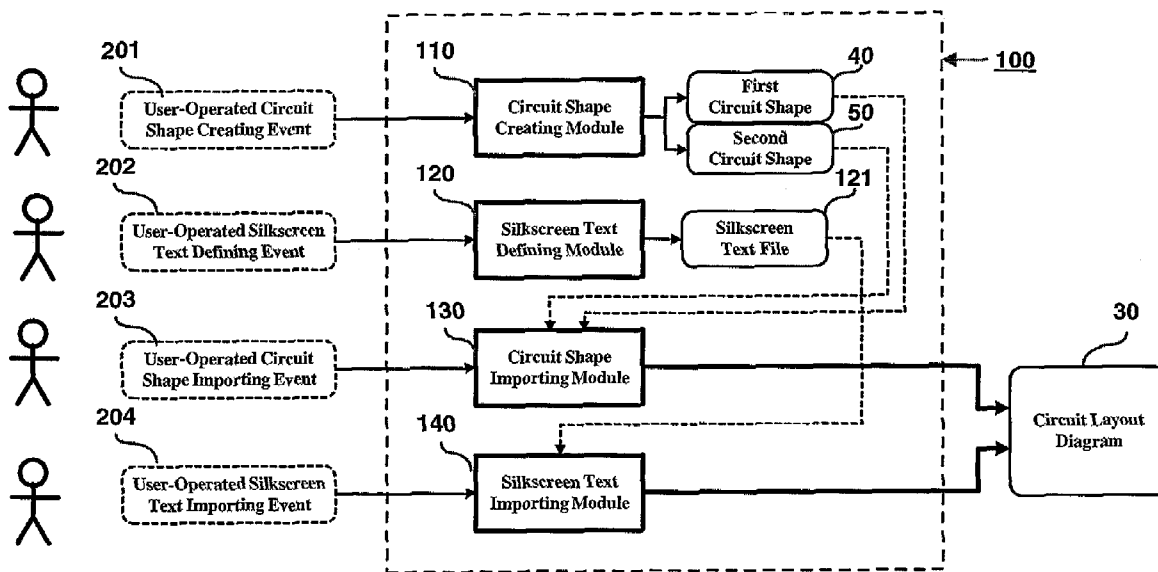 201
User-Operated Circuit
Shape Creating Event
110
Circuit Shape
Creating Module
40
First
Circuit Shape
50
Second
Circuit Shape
100
202
User-Operated Silkscreen
Text Defining Event
120
Silkscreen Text
Defining Module
121
Silkscreen
Text File
203
User-Operated Circuit
Shape Importing Event
130
Circuit Shape
Importing Module
30
Circuit Layout
Diagram
204
User-Operated Silkscreen
Text Importing Event
140
Silkscreen Text
Importing Module